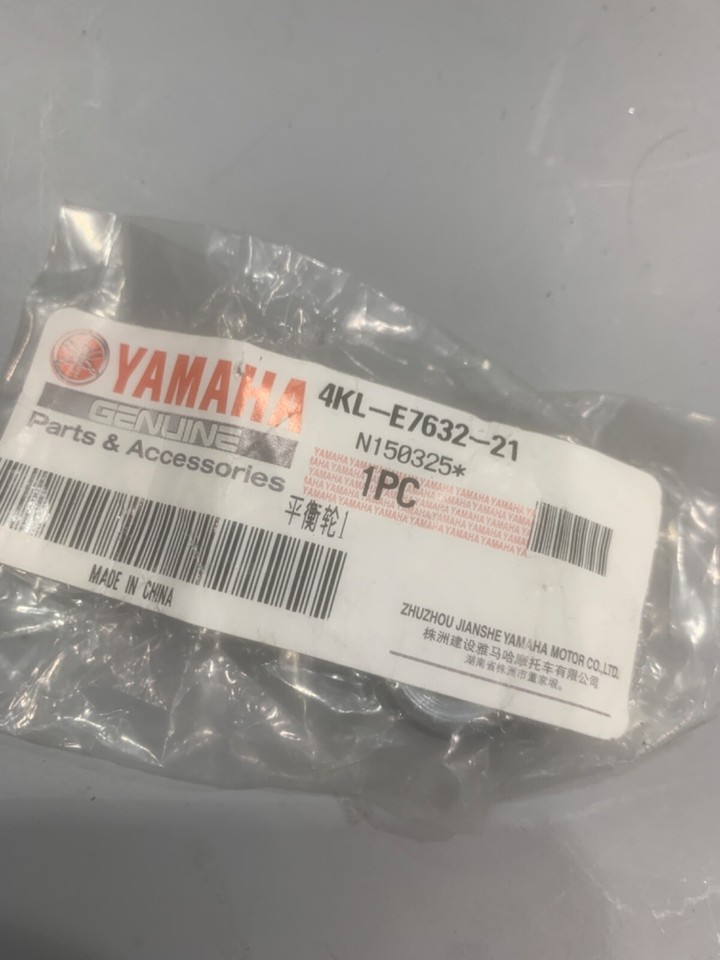 YAMAHA
GENUINE
Parts & Accessories
4KL-E7632-21
N150325*
1PC
平衡轮1
MADE IN CHINA
ZHUZHOU JIANSHE YAMAHA MOTOR CO.,LTD.
株洲建设雅马哈摩托车有限公司
湖南省株洲市董家塅。